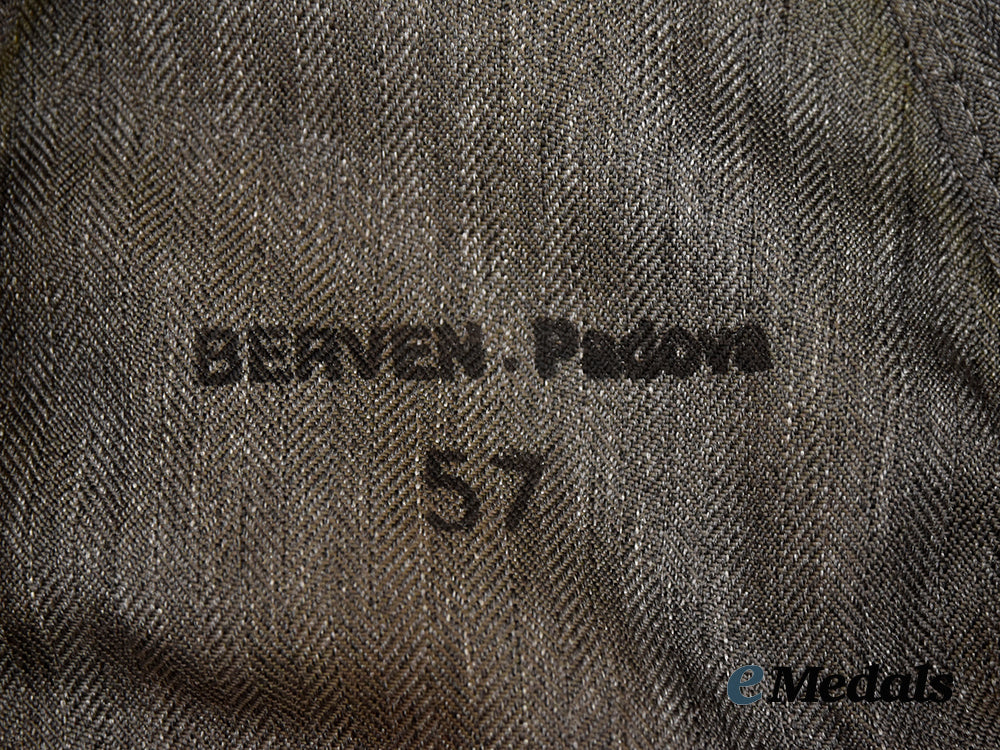 BERVEN. Padova
57
eMedals